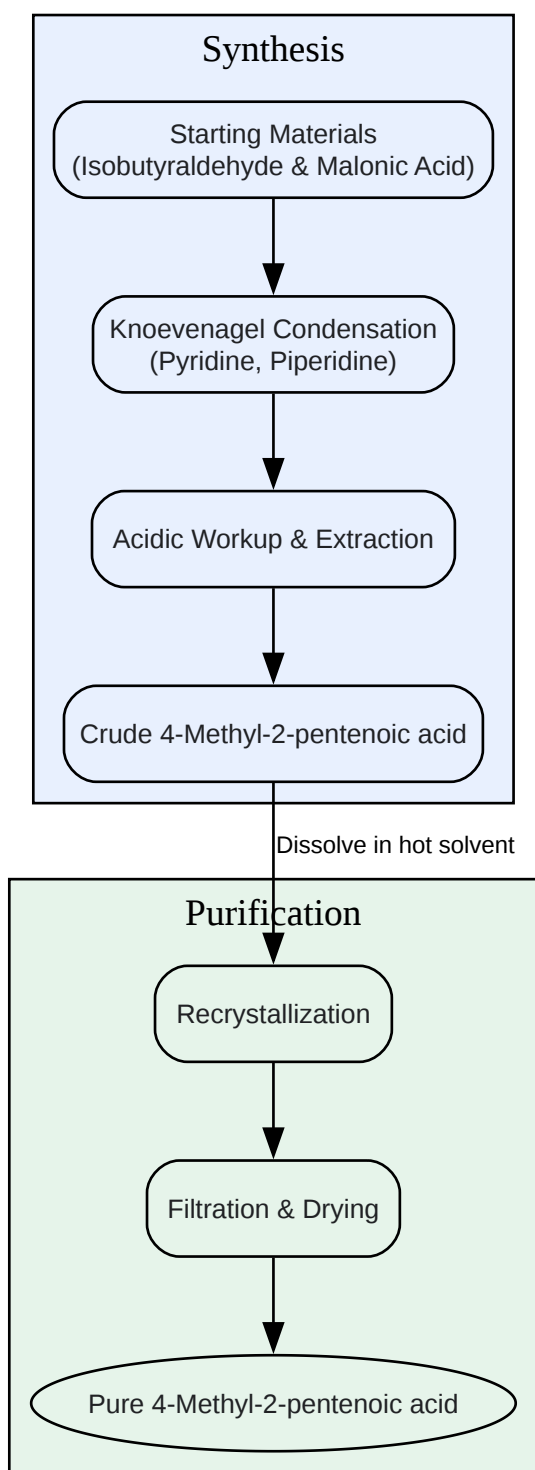 Synthesis
Starting Materials
(Isobutyraldehyde & Malonic Acid)
Knoevenagel Condensation
(Pyridine, Piperidine)
Acidic Workup & Extraction
Crude 4-Methyl-2-pentenoic acid
Dissolve in hot solvent
Purification
Recrystallization
Filtration & Drying
Pure 4-Methyl-2-pentenoic acid